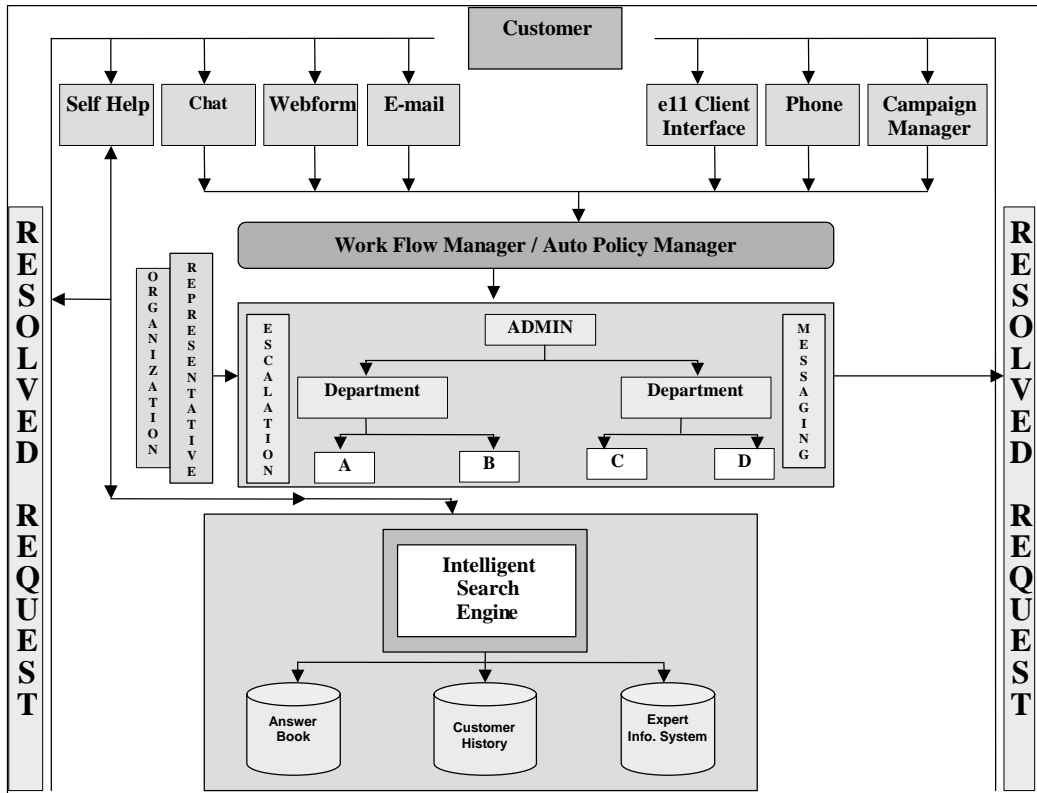 Customer
Self Help
Chat
Webform
E-mail
e11 Client
Interface
Phone
Campaign
Manager
Work Flow Manager / Auto Policy Manager
RESOLVED REQUEST
ORGANIZATION
REPRESENTATIVE
ESCALATION
ADMIN
Department
Department
A
B
C
D
MESSAGING
RESOLVED REQUEST
Intelligent
Search
Engine
Answer
Book
Customer
History
Expert
Info. System